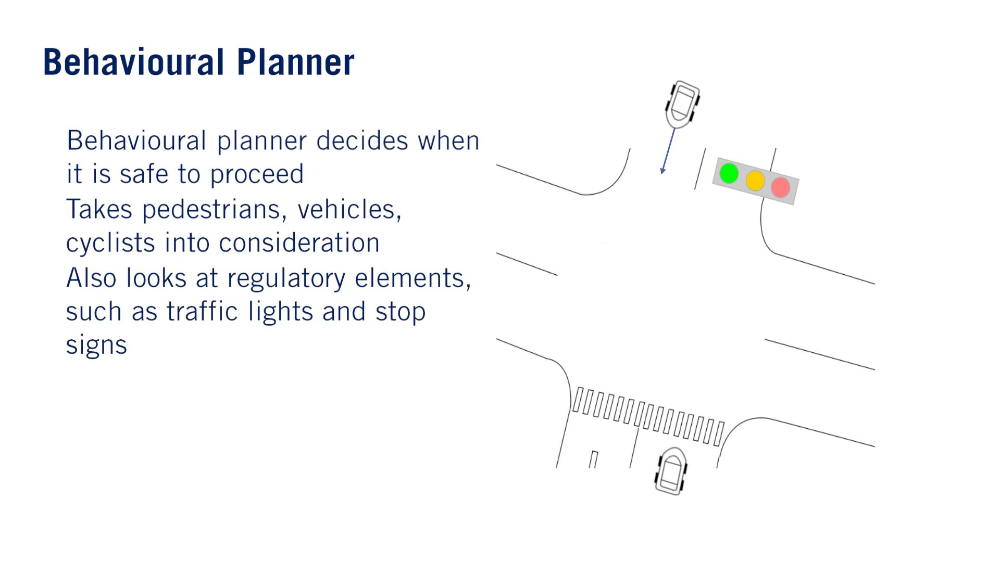 Behavioural Planner
Behavioural planner decides when
it is safe to proceed
Takes pedestrians, vehicles,
cyclists into consideration
Also looks at regulatory elements,
such as traffic lights and stop
signs